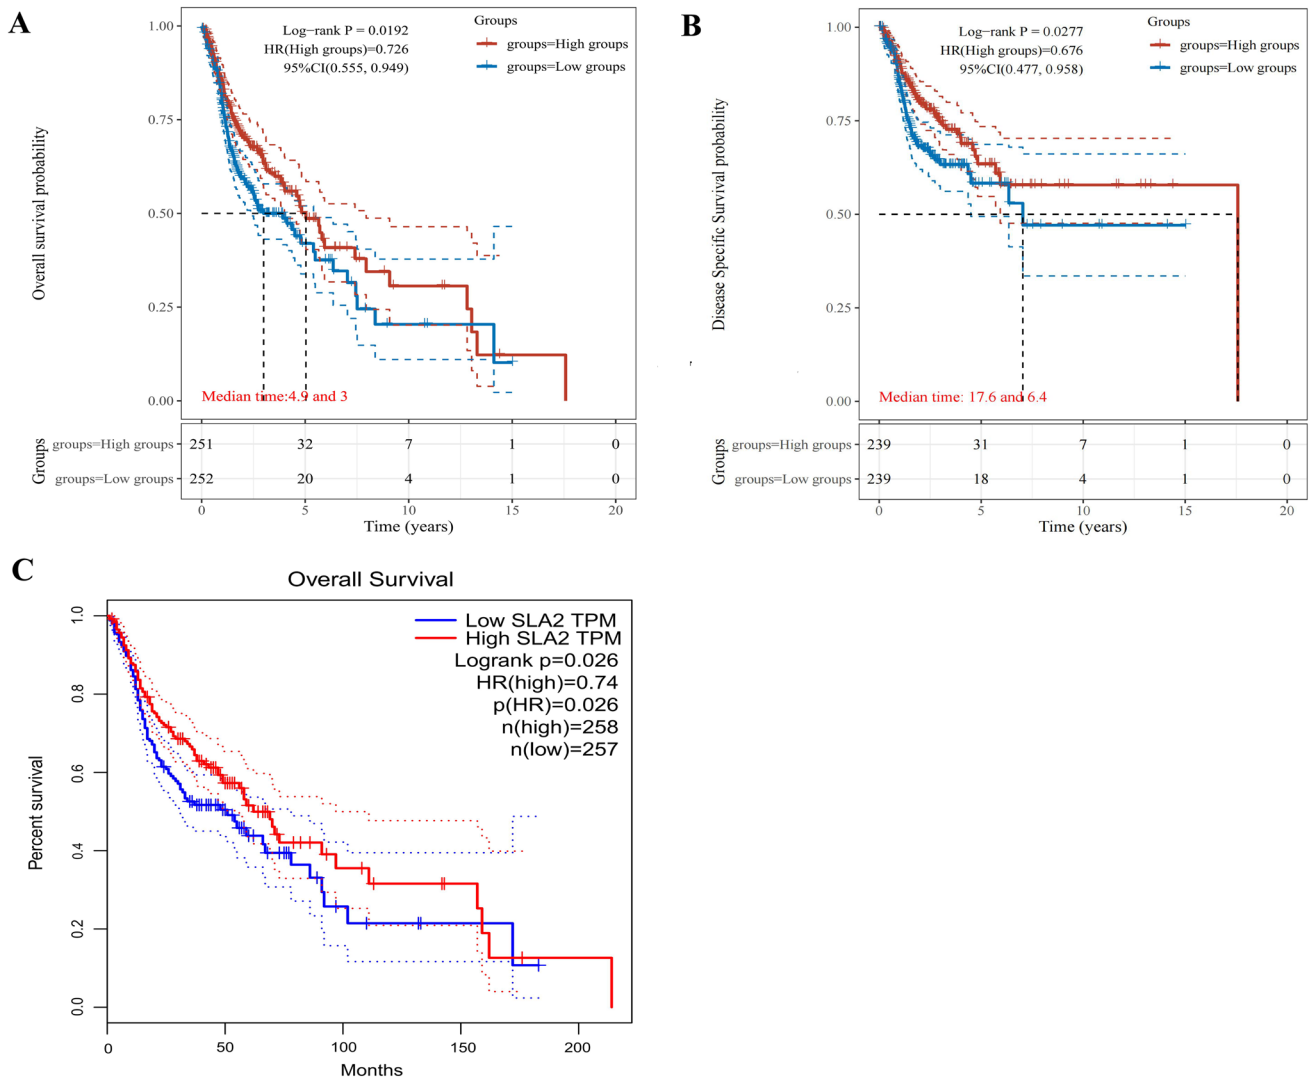 A
Overall survival probability
1.00
0.75
0.50
0.25
0.00
Log−rank P = 0.0192
HR(High groups)=0.726
95%CI(0.555, 0.949)
Groups
groups=High groups
groups=Low groups
Median time:4.9 and 3
Groups
groups=High groups 251 32 7 1 0
groups=Low groups 252 20 4 1 0
0 5 10 15 20
Time (years)
B
Disease Specific Survival probability
1.00
0.75
0.50
0.25
0.00
Log−rank P = 0.0277
HR(High groups)=0.676
95%CI(0.477, 0.958)
Groups
groups=High groups
groups=Low groups
Median time: 17.6 and 6.4
Groups
groups=High groups 239 31 7 1 0
groups=Low groups 239 18 4 1 0
0 5 10 15 20
Time (years)
C
Overall Survival
Percent survival
1.0
0.8
0.6
0.4
0.2
0.0
Low SLA2 TPM
High SLA2 TPM
Logrank p=0.026
HR(high)=0.74
p(HR)=0.026
n(high)=258
n(low)=257
0 50 100 150 200
Months